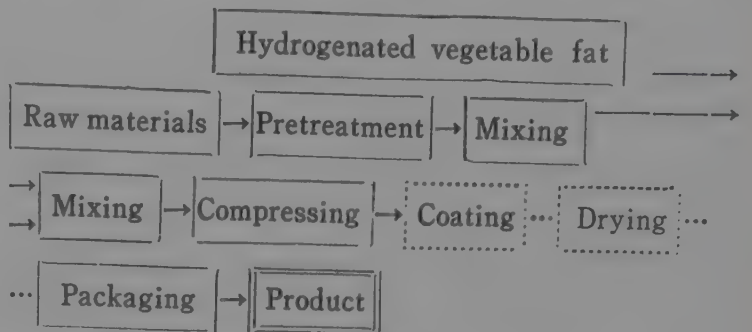 Hydrogenated vegetable fat
Raw materials → Pretreatment → Mixing →
→ Mixing → Compressing → Coating ··· Drying ···
··· Packaging → Product